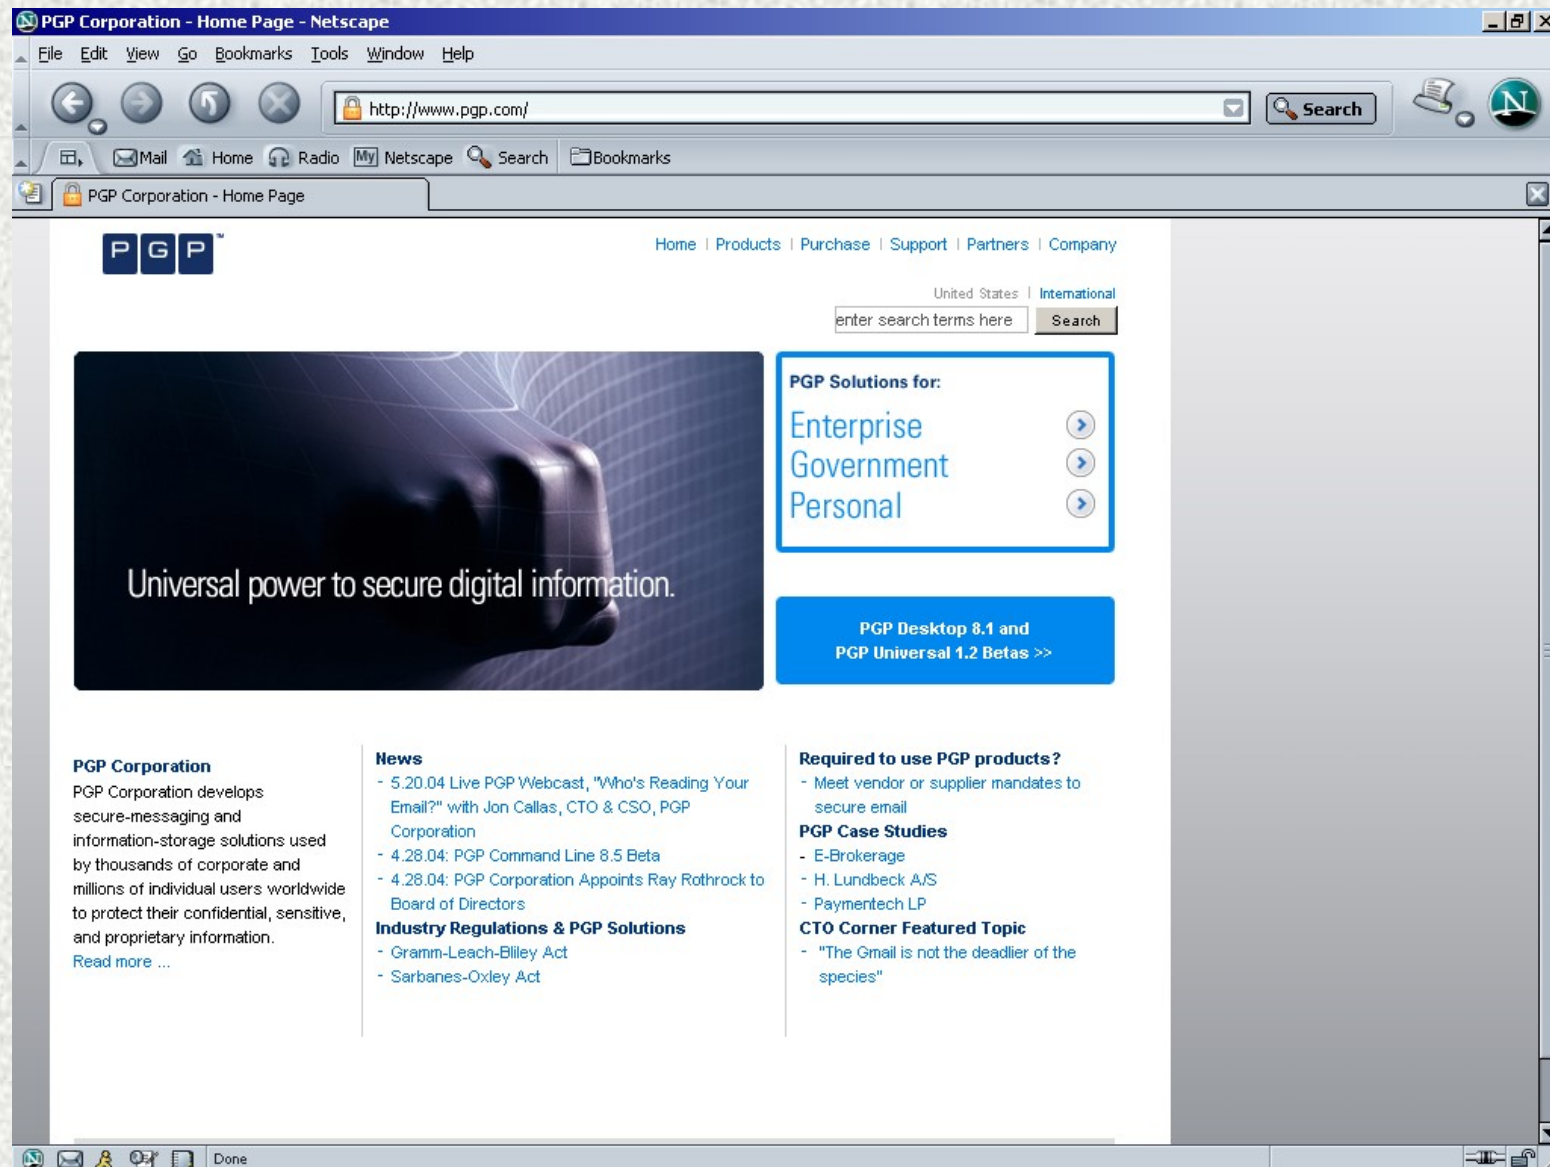 PGP Corporation - Home Page - Netscape
File Edit View Go Bookmarks Tools Window Help
http://www.pgp.com/
Search
N
Mail Home Radio My Netscape Search Bookmarks
PGP Corporation - Home Page
PGP™
Home | Products | Purchase | Support | Partners | Company
United States | International
enter search terms here Search
PGP Solutions for:
Enterprise
Government
Personal
Universal power to secure digital information.
PGP Desktop 8.1 and
PGP Universal 1.2 Betas >>
PGP Corporation
PGP Corporation develops
secure-messaging and
information-storage solutions used
by thousands of corporate and
millions of individual users worldwide
to protect their confidential, sensitive,
and proprietary information.
Read more ...
News
- 5.20.04 Live PGP Webcast, "Who's Reading Your
Email?" with Jon Callas, CTO & CSO, PGP
Corporation
- 4.28.04: PGP Command Line 8.5 Beta
- 4.28.04: PGP Corporation Appoints Ray Rothrock to
Board of Directors
Industry Regulations & PGP Solutions
- Gramm-Leach-Bliley Act
- Sarbanes-Oxley Act
Required to use PGP products?
- Meet vendor or supplier mandates to
secure email
PGP Case Studies
- E-Brokerage
- H. Lundbeck A/S
- Paymentech LP
CTO Corner Featured Topic
- "The Gmail is not the deadlier of the
species"
Done